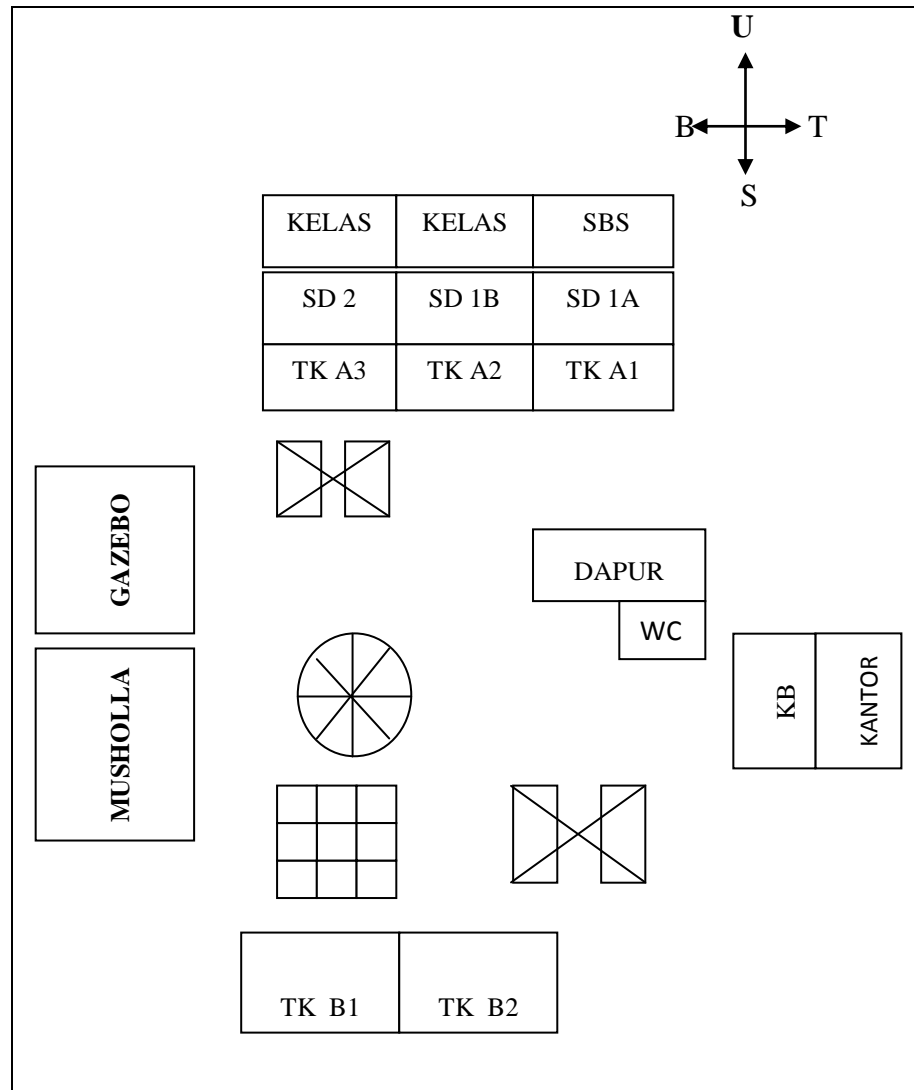 U
B T
S
KELAS KELAS SBS
SD 2 SD 1B SD 1A
TK A3 TK A2 TK A1
GAZEBO
DAPUR
WC
MUSHOLLA
KB
KANTOR
TK B1 TK B2